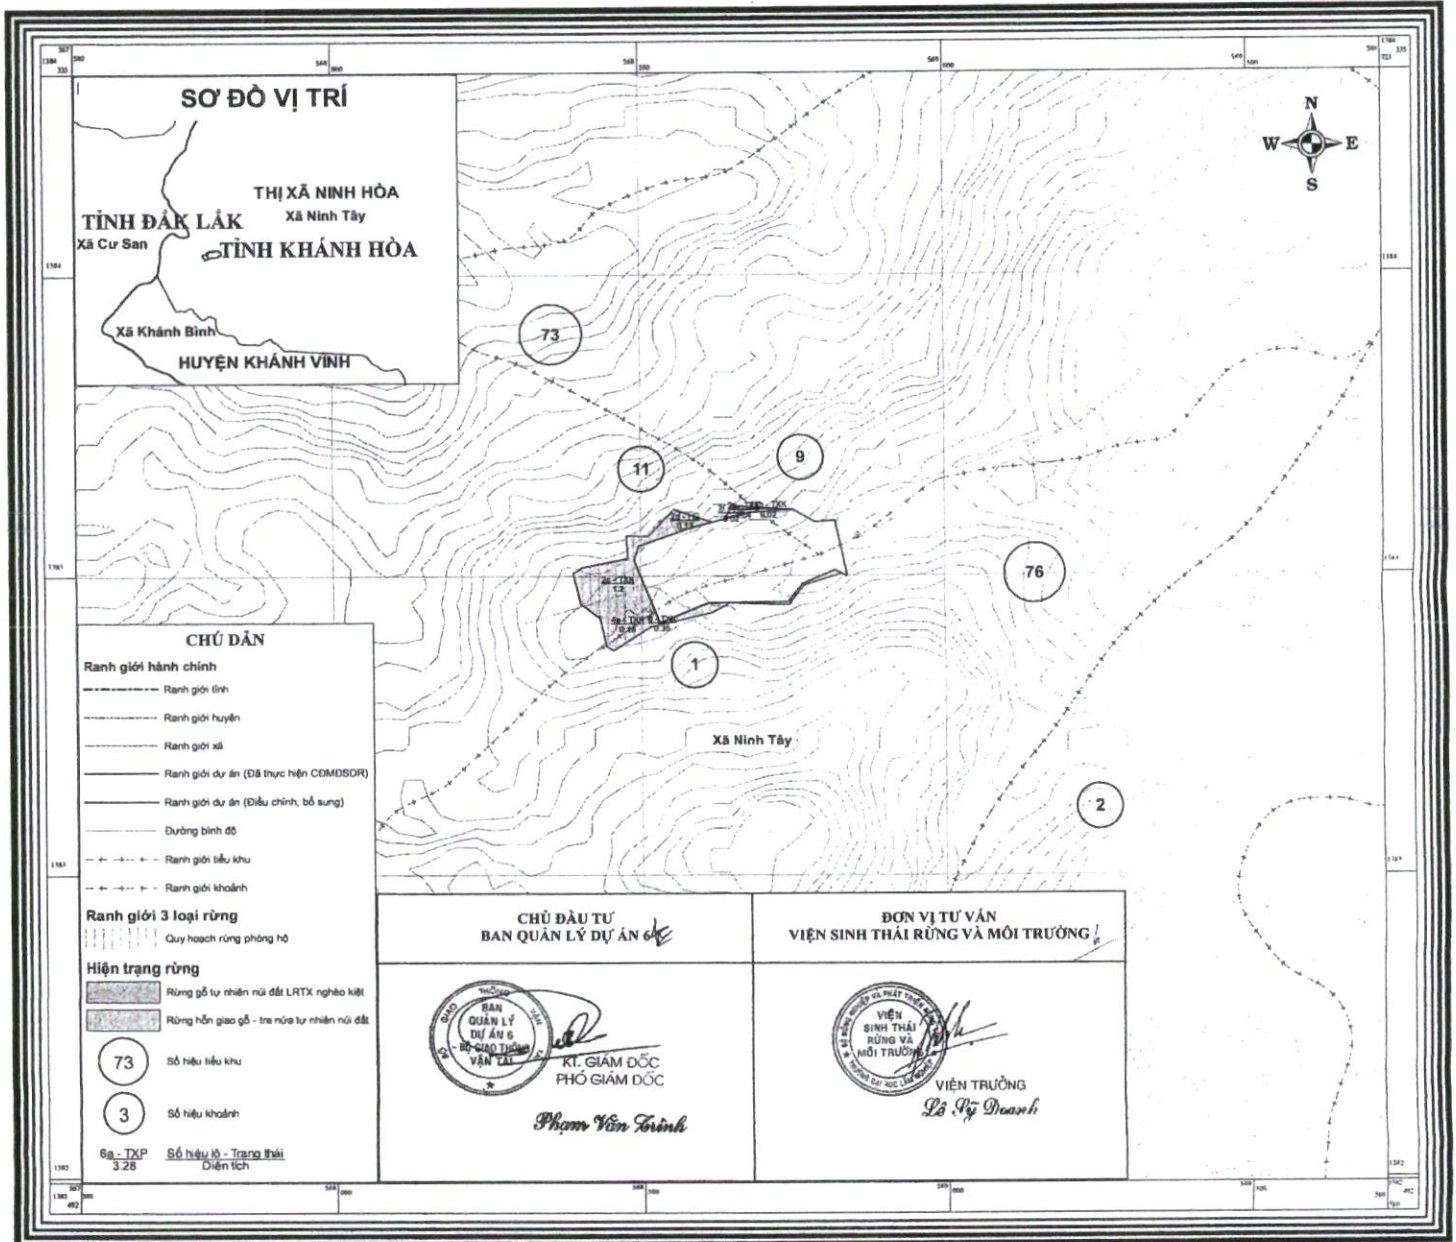 SƠ ĐỒ VỊ TRÍ
THỊ XÃ NINH HÒA
Xã Ninh Tây
TỈNH ĐẮK LẮK
Xã Cư San
TỈNH KHÁNH HÒA
Xã Khánh Bình
HUYỆN KHÁNH VĨNH
N
W E
S
73
11
9
76
1
Xã Ninh Tây
2
CHÚ DẪN
Ranh giới hành chính
Ranh giới tỉnh
Ranh giới huyện
Ranh giới xã
Ranh giới dự án (Đã thực hiện CĐMĐSDR)
Ranh giới dự án (Điều chỉnh, bổ sung)
Đường bình độ
Ranh giới tiểu khu
Ranh giới khoảnh
Ranh giới 3 loại rừng
Quy hoạch rừng phòng hộ
Hiện trạng rừng
Rừng gỗ tự nhiên núi đất LRTX nghèo kiệt
Rừng hỗn giao gỗ - tre nứa tự nhiên núi đất
73 Số hiệu tiểu khu
3 Số hiệu khoảnh
6a - TXP Số hiệu lô - Trạng thái
3.28 Diện tích
CHỦ ĐẦU TƯ
BAN QUẢN LÝ DỰ ÁN 6
BAN
QUẢN LÝ
DỰ ÁN 6
- BỘ GIAO THÔNG
VẬN TẢI
KT. GIÁM ĐỐC
PHÓ GIÁM ĐỐC
Phạm Văn Trình
ĐƠN VỊ TƯ VẤN
VIỆN SINH THÁI RỪNG VÀ MÔI TRƯỜNG
VIỆN
SINH THÁI
RỪNG VÀ
MÔI TRƯỜNG
VIỆN TRƯỞNG
Lê Sỹ Doanh